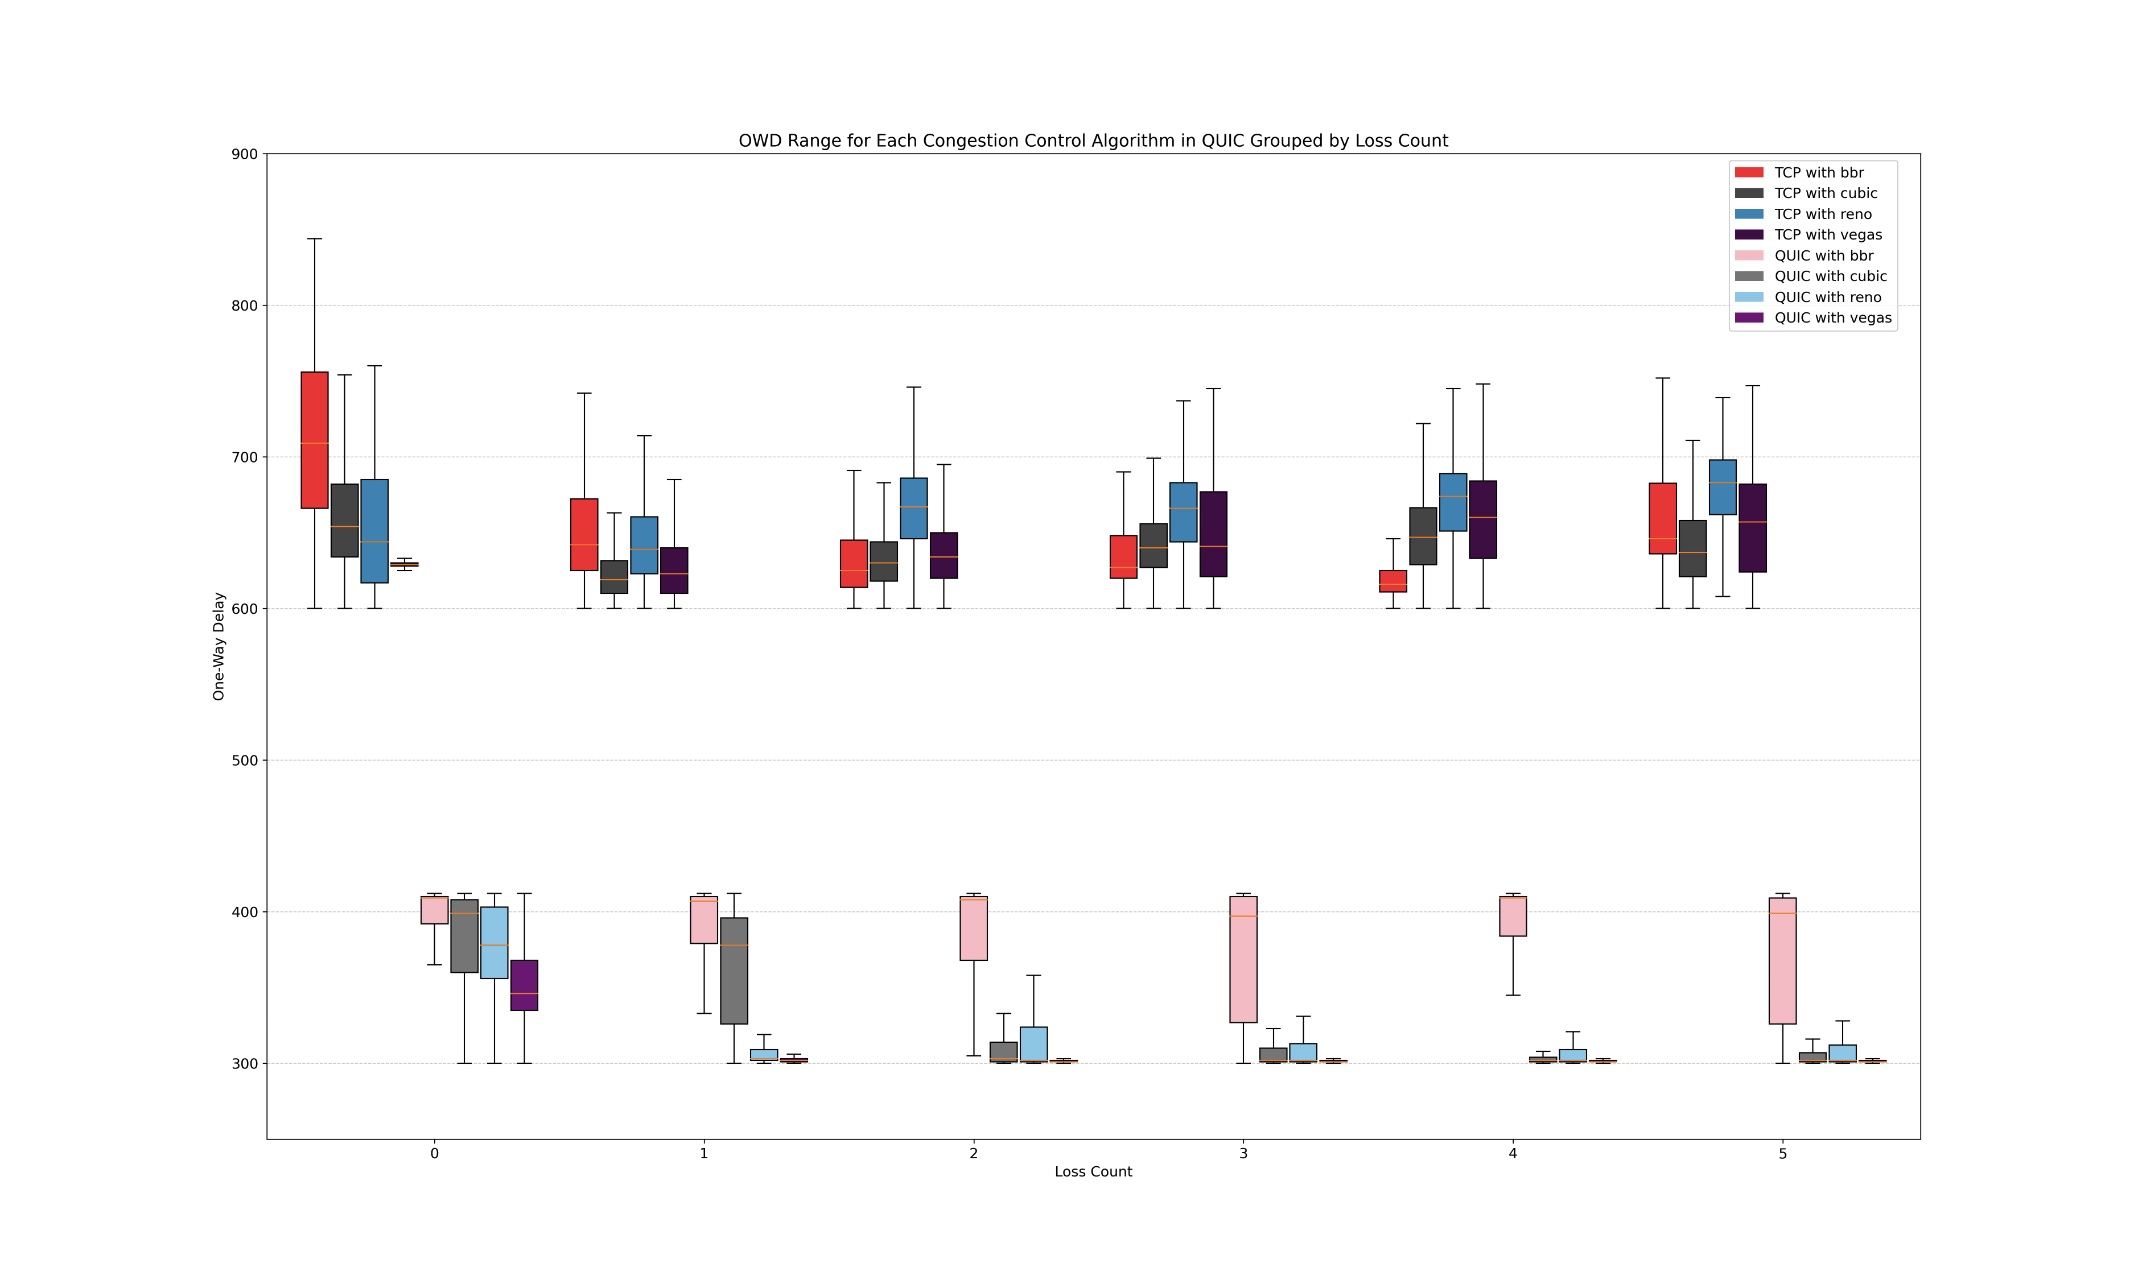 OWD Range for Each Congestion Control Algorithm in QUIC Grouped by Loss Count
900
800
700
600
500
400
300
One-Way Delay
TCP with bbr
TCP with cubic
TCP with reno
TCP with vegas
QUIC with bbr
QUIC with cubic
QUIC with reno
QUIC with vegas
0 1 2 3 4 5
Loss Count